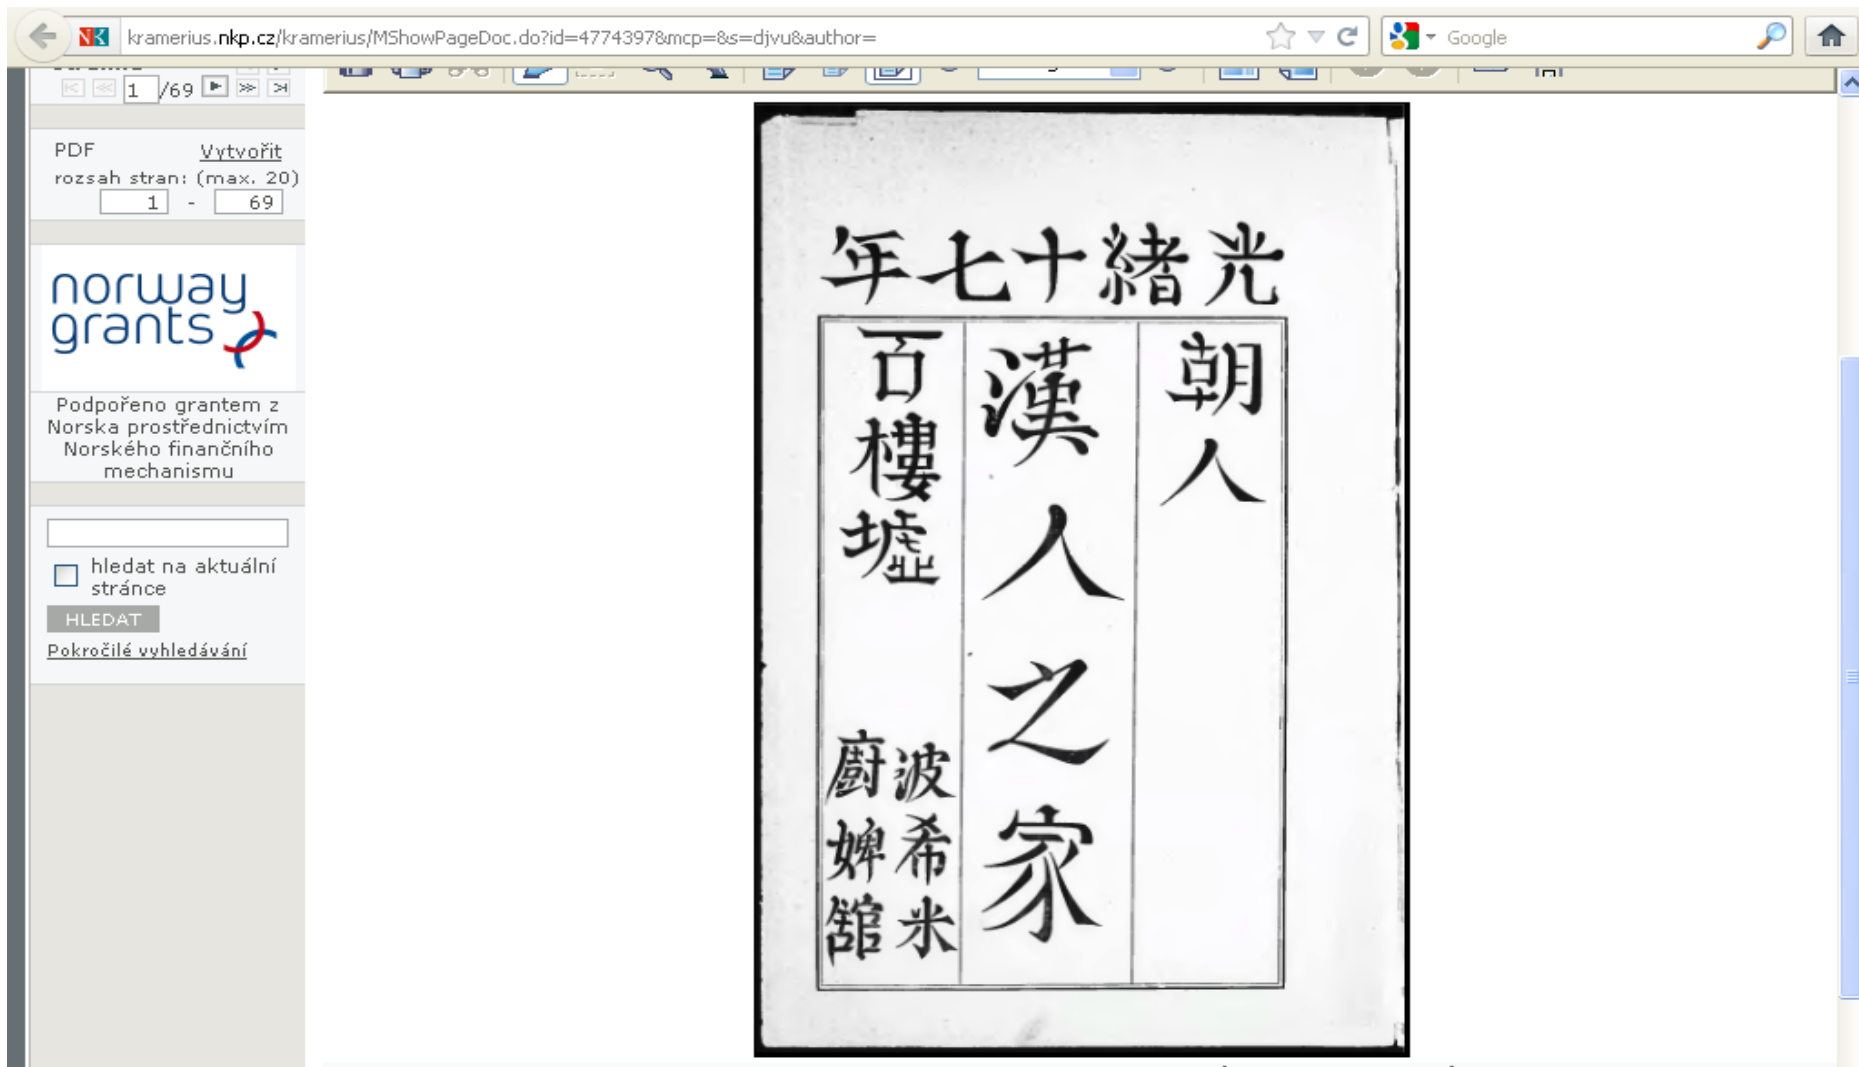 kramerius.nkp.cz/kramerius/MShowPageDoc.do?id=4774397&mcp=&s=djvu&author=
Google
1 /69
PDF Vytvořit
rozsah stran: (max. 20)
1 - 69
norway
grants
Podpořeno grantem z
Norska prostřednictvím
Norského finančního
mechanismu
hledat na aktuální
stránce
HLEDAT
Pokročilé vyhledávání
光緒十七年
朝人
漢人之家
百樓墟
波希米
廚婢館